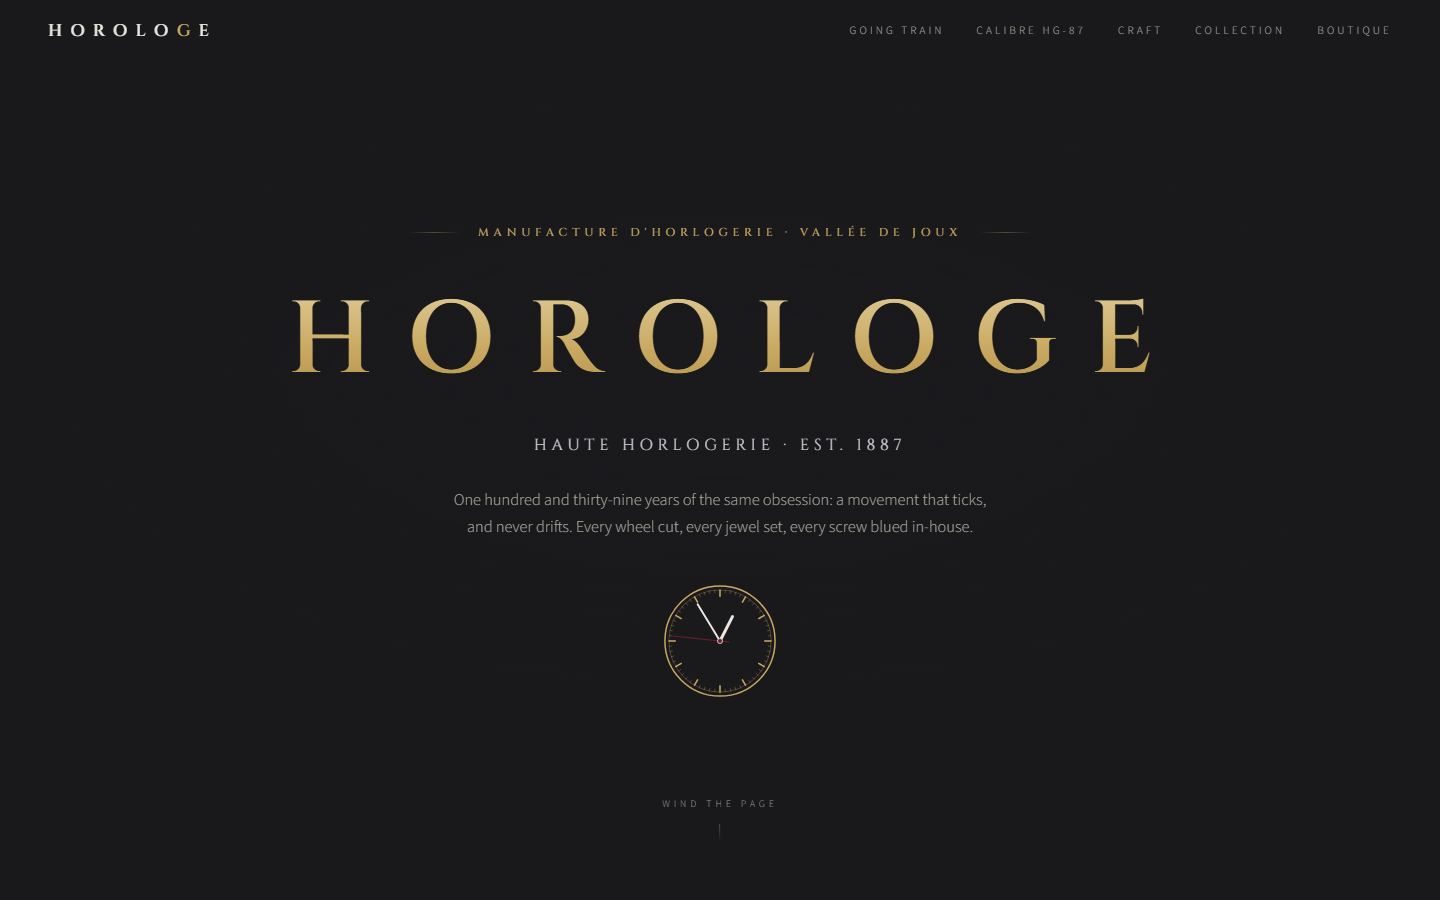 HOROLOGE
GOING TRAIN CALIBRE HG-87 CRAFT COLLECTION BOUTIQUE
MANUFACTURE D'HORLOGERIE · VALLÉE DE JOUX
HOROLOGE
HAUTE HORLOGERIE · EST. 1887
One hundred and thirty-nine years of the same obsession: a movement that ticks,
and never drifts. Every wheel cut, every jewel set, every screw blued in-house.
WIND THE PAGE